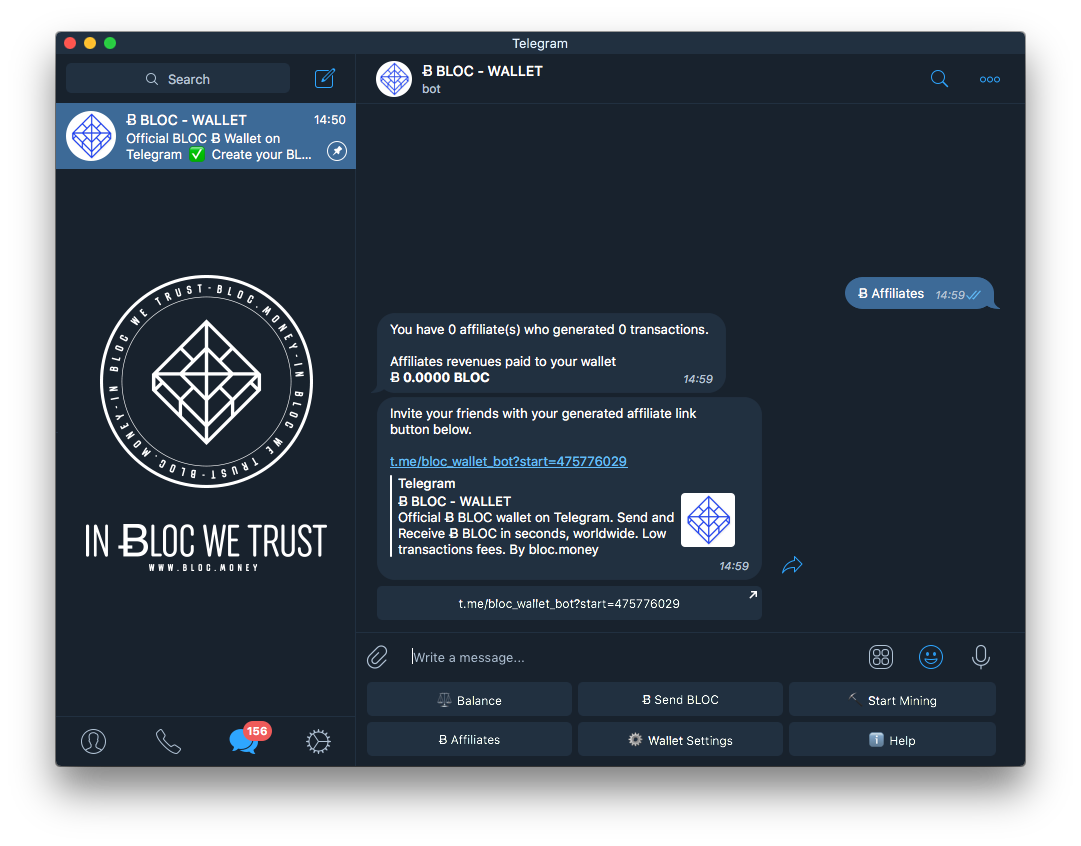 Telegram
Search
Ƀ BLOC - WALLET
14:50
Official BLOC Ƀ Wallet on
Telegram ✅ Create your BL...
IN BLOC WE TRUST-BLOC.MONEY-IN BLOC WE TRUST-BLOC.MONEY-
IN ɃLOC WE TRUST
WWW.BLOC.MONEY
156
Ƀ BLOC - WALLET
bot
Ƀ Affiliates 14:59
You have 0 affiliate(s) who generated 0 transactions.
Affiliates revenues paid to your wallet
Ƀ 0.0000 BLOC
14:59
Invite your friends with your generated affiliate link
button below.
t.me/bloc_wallet_bot?start=475776029
Telegram
Ƀ BLOC - WALLET
Official Ƀ BLOC wallet on Telegram. Send and
Receive Ƀ BLOC in seconds, worldwide. Low
transactions fees. By bloc.money
14:59
t.me/bloc_wallet_bot?start=475776029
Write a message...
⚖ Balance
Ƀ Send BLOC
⛏ Start Mining
Ƀ Affiliates
⚙ Wallet Settings
ℹ Help